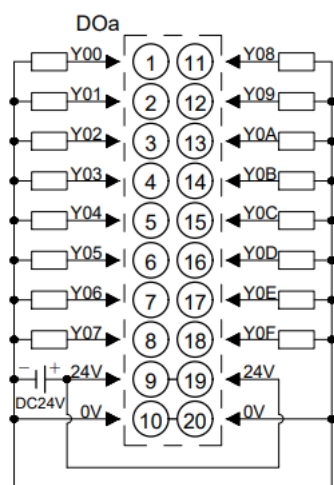 DOa
Y00 1 11 Y08
Y01 2 12 Y09
Y02 3 13 Y0A
Y03 4 14 Y0B
Y04 5 15 Y0C
Y05 6 16 Y0D
Y06 7 17 Y0E
Y07 8 18 Y0F
− + 24V 9 19 24V
DC24V 0V 10 20 0V